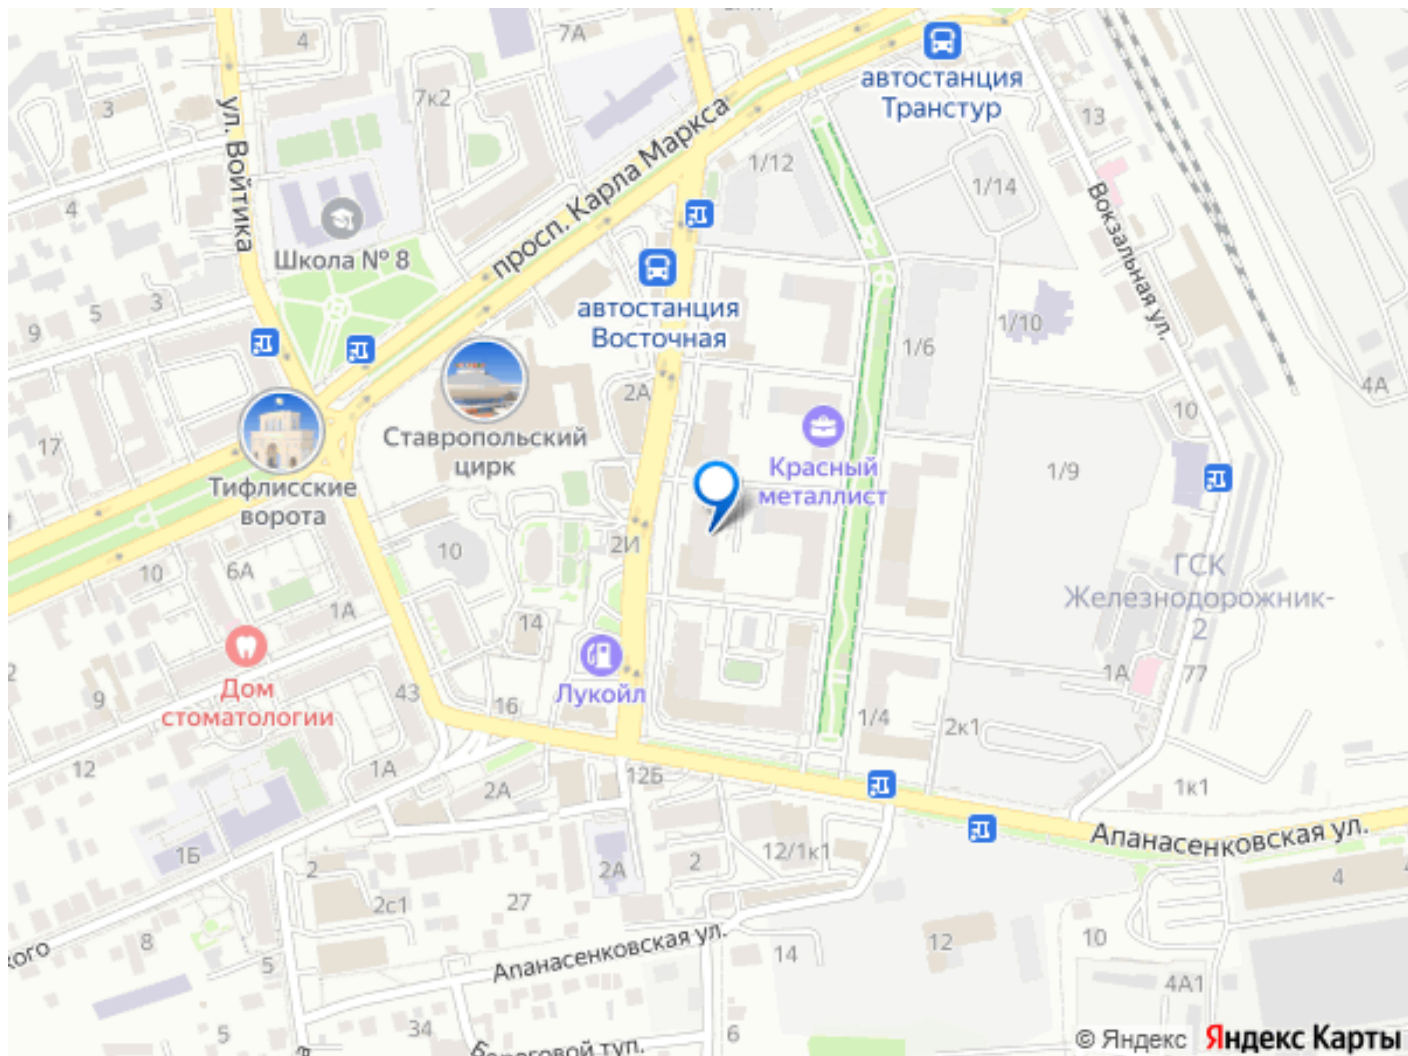 4
7А
автостанция
Транстур
7к2
3
ул. Войтика
просп. Карла Маркса
13
1/12
1/14
Вокзальная ул.
4
Школа № 8
автостанция
Восточная
5
3
9
1/10
1/6
4А
2А
10
17
Ставропольский
цирк
Тифлисские
ворота
Красный
металлист
1/9
2И
10
10
6А
1А
ГСК
Железнодорожник-
2
14
Дом
стоматологии
9
43
16
Лукойл
1А
77
1/4
2к1
12
1А
2А
12Б
1к1
Апанасенковская ул.
1Б
2
2А
2
12/1к1
4
2с1
27
8
5
Апанасенковская ул.
14
12
10
4А1
5
34
6
© Яндекс
Яндекс Карты